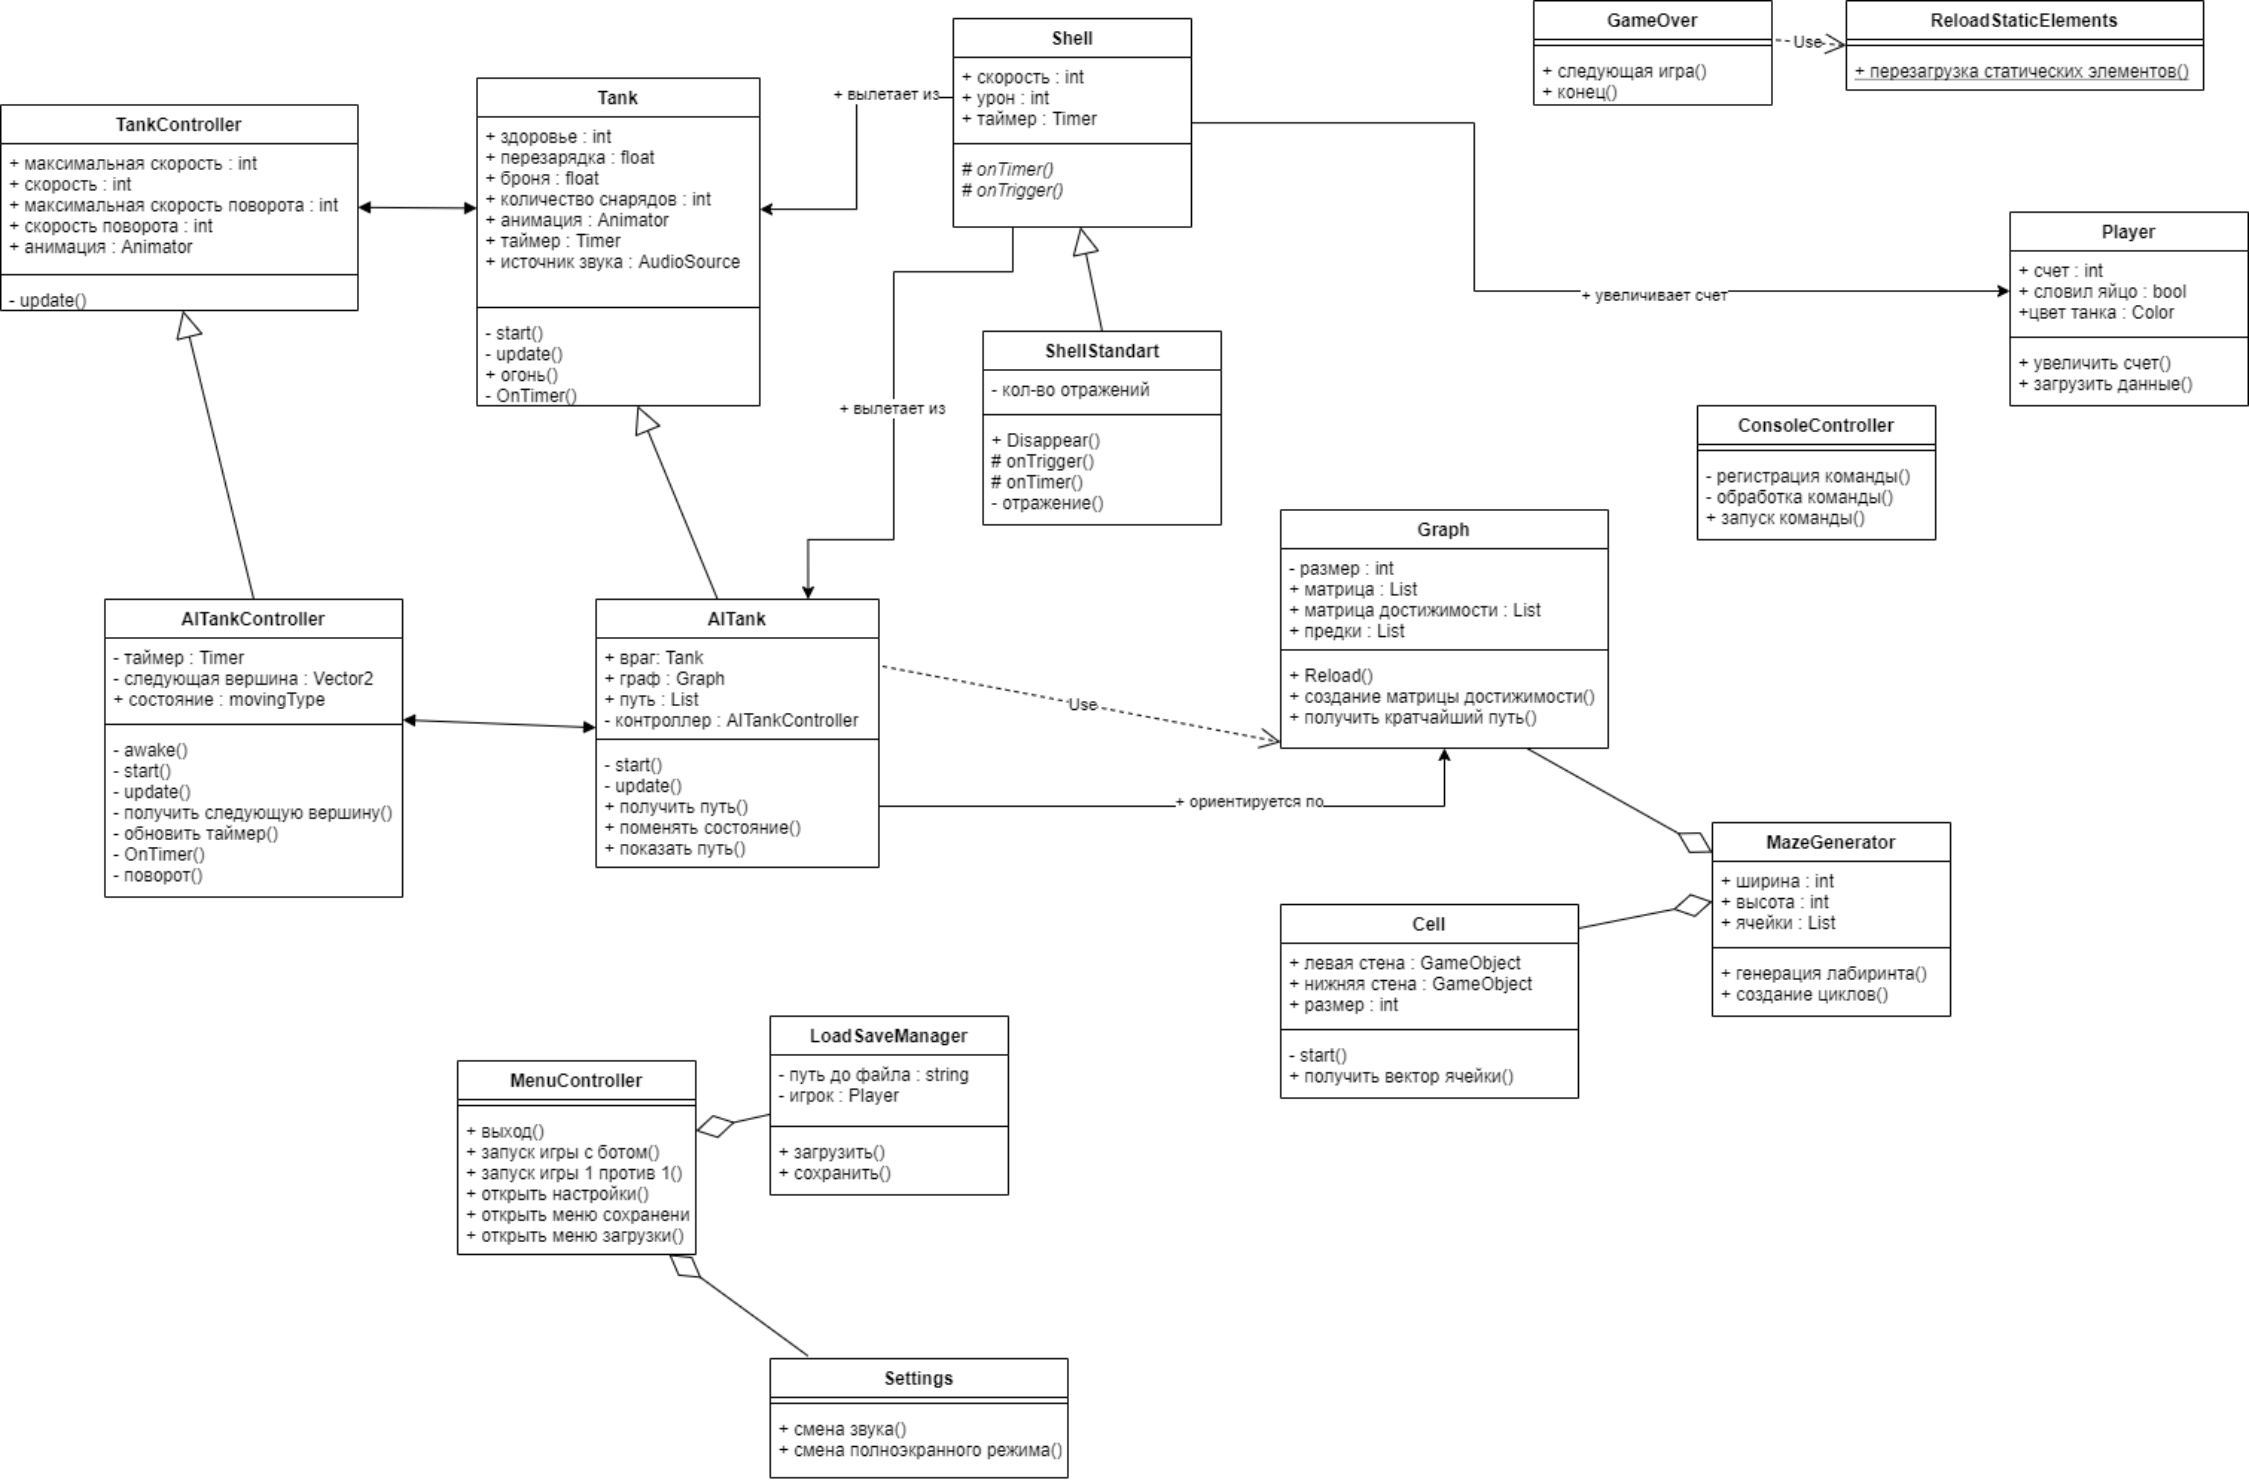 GameOver
+ следующая игра()
+ конец()
Use
ReloadStaticElements
+ перезагрузка статических элементов()
Shell
+ скорость : int
+ урон : int
+ таймер : Timer
# onTimer()
# onTrigger()
+ вылетает из
Tank
+ здоровье : int
+ перезарядка : float
+ броня : float
+ количество снарядов : int
+ анимация : Animator
+ таймер : Timer
+ источник звука : AudioSource
- start()
- update()
+ огонь()
- OnTimer()
TankController
+ максимальная скорость : int
+ скорость : int
+ максимальная скорость поворота : int
+ скорость поворота : int
+ анимация : Animator
- update()
Player
+ счет : int
+ словил яйцо : bool
+цвет танка : Color
+ увеличить счет()
+ загрузить данные()
+ увеличивает счет
ShellStandart
- кол-во отражений
+ Disappear()
# onTrigger()
# onTimer()
- отражение()
+ вылетает из
ConsoleController
- регистрация команды()
- обработка команды()
+ запуск команды()
Graph
- размер : int
+ матрица : List
+ матрица достижимости : List
+ предки : List
+ Reload()
+ создание матрицы достижимости()
+ получить кратчайший путь()
AITankController
- таймер : Timer
- следующая вершина : Vector2
+ состояние : movingType
- awake()
- start()
- update()
- получить следующую вершину()
- обновить таймер()
- OnTimer()
- поворот()
AITank
+ враг: Tank
+ граф : Graph
+ путь : List
- контроллер : AITankController
- start()
- update()
+ получить путь()
+ поменять состояние()
+ показать путь()
Use
+ ориентируется по
MazeGenerator
+ ширина : int
+ высота : int
+ ячейки : List
+ генерация лабиринта()
+ создание циклов()
Cell
+ левая стена : GameObject
+ нижняя стена : GameObject
+ размер : int
- start()
+ получить вектор ячейки()
LoadSaveManager
- путь до файла : string
- игрок : Player
+ загрузить()
+ сохранить()
MenuController
+ выход()
+ запуск игры с ботом()
+ запуск игры 1 против 1()
+ открыть настройки()
+ открыть меню сохранени
+ открыть меню загрузки()
Settings
+ смена звука()
+ смена полноэкранного режима()